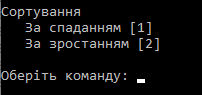 Сортування
За спаданням [1]
За зростанням [2]
Оберіть команду: